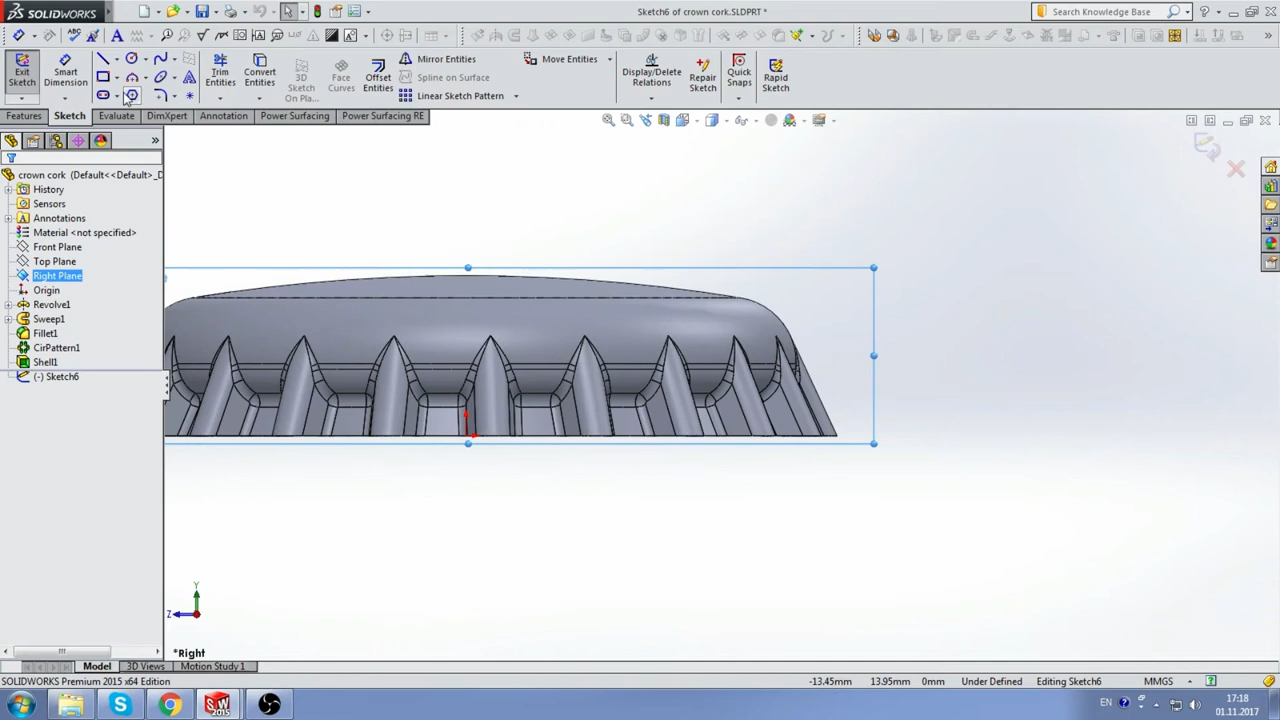 SOLIDWORKS
Sketch6 of crown cork.SLDPRT *
Search Knowledge Base
Exit Sketch
Smart Dimension
Trim Entities
Convert Entities
3D Sketch On Pla...
Face Curves
Offset Entities
Mirror Entities
Spline on Surface
Linear Sketch Pattern
Move Entities
Display/Delete Relations
Repair Sketch
Quick Snaps
Rapid Sketch
Features
Sketch
Evaluate
DimXpert
Annotation
Power Surfacing
Power Surfacing RE
crown cork (Default<<Default>_D
History
Sensors
Annotations
Material <not specified>
Front Plane
Top Plane
Right Plane
Origin
Revolve1
Sweep1
Fillet1
CirPattern1
Shell1
(-) Sketch6
Y
Z
*Right
Model
3D Views
Motion Study 1
SOLIDWORKS Premium 2015 x64 Edition
-13.45mm
13.95mm
0mm
Under Defined
Editing Sketch6
MMGS
EN
17:18
01.11.2017